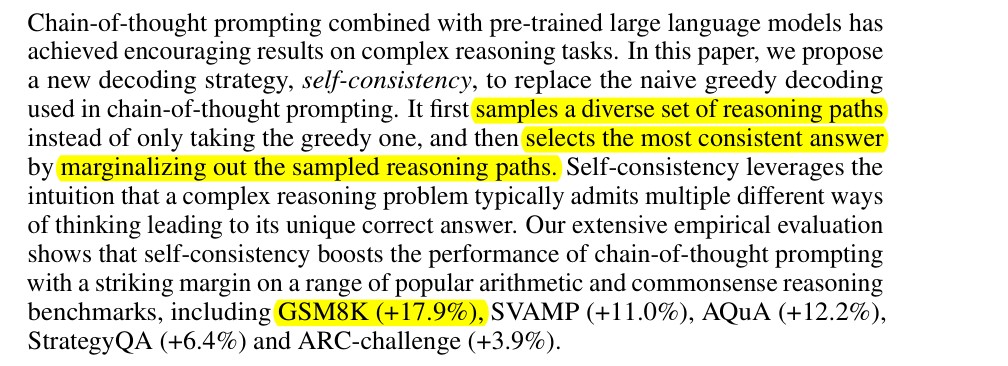 Chain-of-thought prompting combined with pre-trained large language models has
achieved encouraging results on complex reasoning tasks. In this paper, we propose
a new decoding strategy, self-consistency, to replace the naive greedy decoding
used in chain-of-thought prompting. It first samples a diverse set of reasoning paths
instead of only taking the greedy one, and then selects the most consistent answer
by marginalizing out the sampled reasoning paths. Self-consistency leverages the
intuition that a complex reasoning problem typically admits multiple different ways
of thinking leading to its unique correct answer. Our extensive empirical evaluation
shows that self-consistency boosts the performance of chain-of-thought prompting
with a striking margin on a range of popular arithmetic and commonsense reasoning
benchmarks, including GSM8K (+17.9%), SVAMP (+11.0%), AQuA (+12.2%),
StrategyQA (+6.4%) and ARC-challenge (+3.9%).